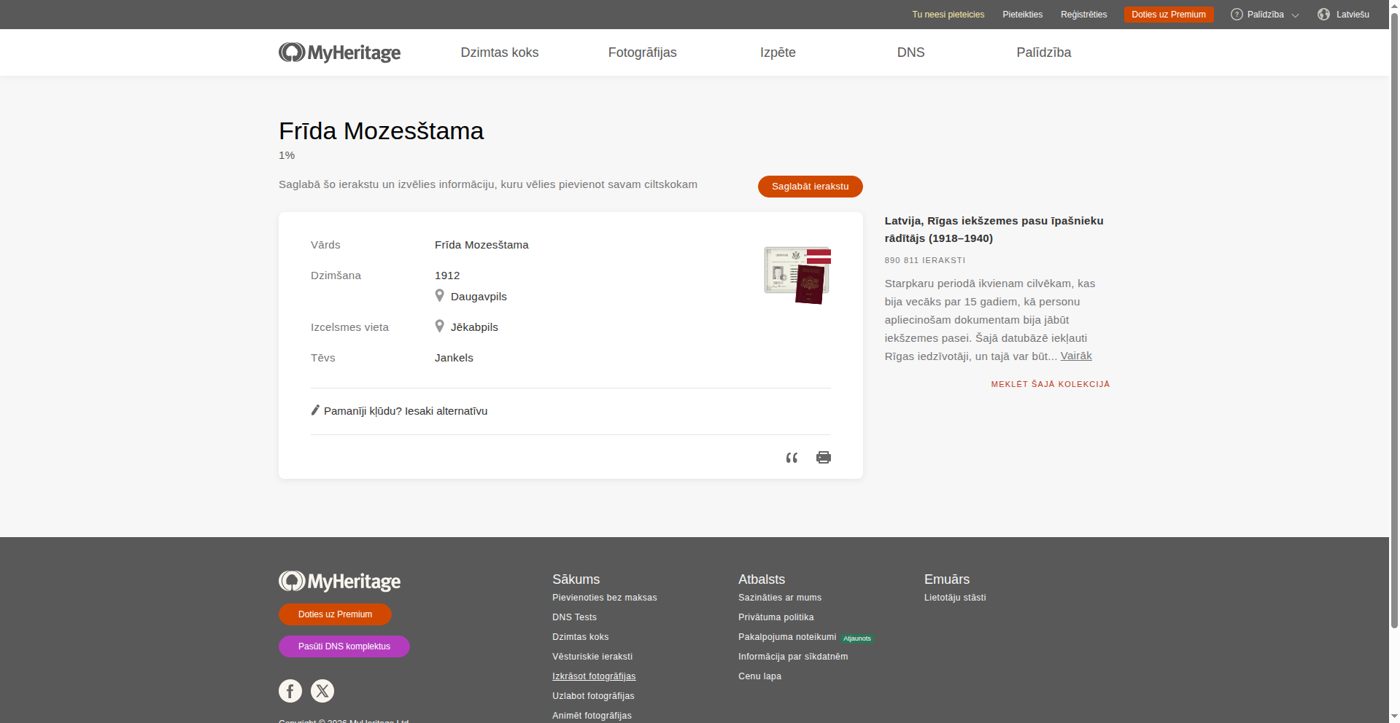 Tu neesi pieteicies Pieteikties Reģistrēties Doties uz Premium Palīdzība Latviešu
MyHeritage Dzimtas koks Fotogrāfijas Izpēte DNS Palīdzība
Frīda Mozesštama
1%
Saglabā šo ierakstu un izvēlies informāciju, kuru vēlies pievienot savam ciltskokam
Saglabāt ierakstu
Vārds Frīda Mozesštama
Dzimšana 1912
Daugavpils
Izcelsmes vieta Jēkabpils
Tēvs Jankels
Pamanīji kļūdu? Iesaki alternatīvu
Latvija, Rīgas iekšzemes pasu īpašnieku
rādītājs (1918–1940)
890 811 IERAKSTI
Starpkaru periodā ikvienam cilvēkam, kas
bija vecāks par 15 gadiem, kā personu
apliecinošam dokumentam bija jābūt
iekšzemes pasei. Šajā datubāzē iekļauti
Rīgas iedzīvotāji, un tajā var būt... Vairāk
MEKLĒT ŠAJĀ KOLEKCIJĀ
MyHeritage
Doties uz Premium
Pasūti DNS komplektus
Copyright © 2026 MyHeritage Ltd.
Sākums
Pievienoties bez maksas
DNS Tests
Dzimtas koks
Vēsturiskie ieraksti
Izkrāsot fotogrāfijas
Uzlabot fotogrāfijas
Animēt fotogrāfijas
Atbalsts
Sazināties ar mums
Privātuma politika
Pakalpojuma noteikumi Atjaunots
Informācija par sīkdatnēm
Cenu lapa
Emuārs
Lietotāju stāsti